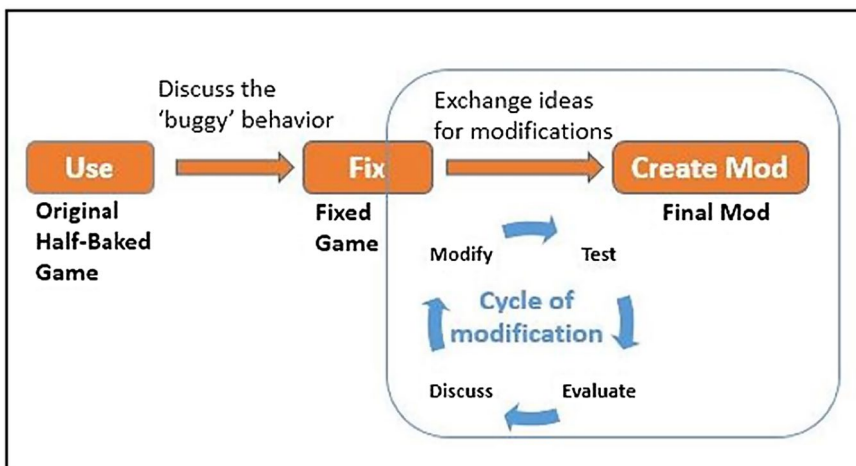 Discuss the
‘buggy’ behavior
Exchange ideas
for modifications
Use
Fix
Create Mod
Original
Half-Baked
Game
Fixed
Game
Final Mod
Modify
Test
Cycle of
modification
Discuss
Evaluate